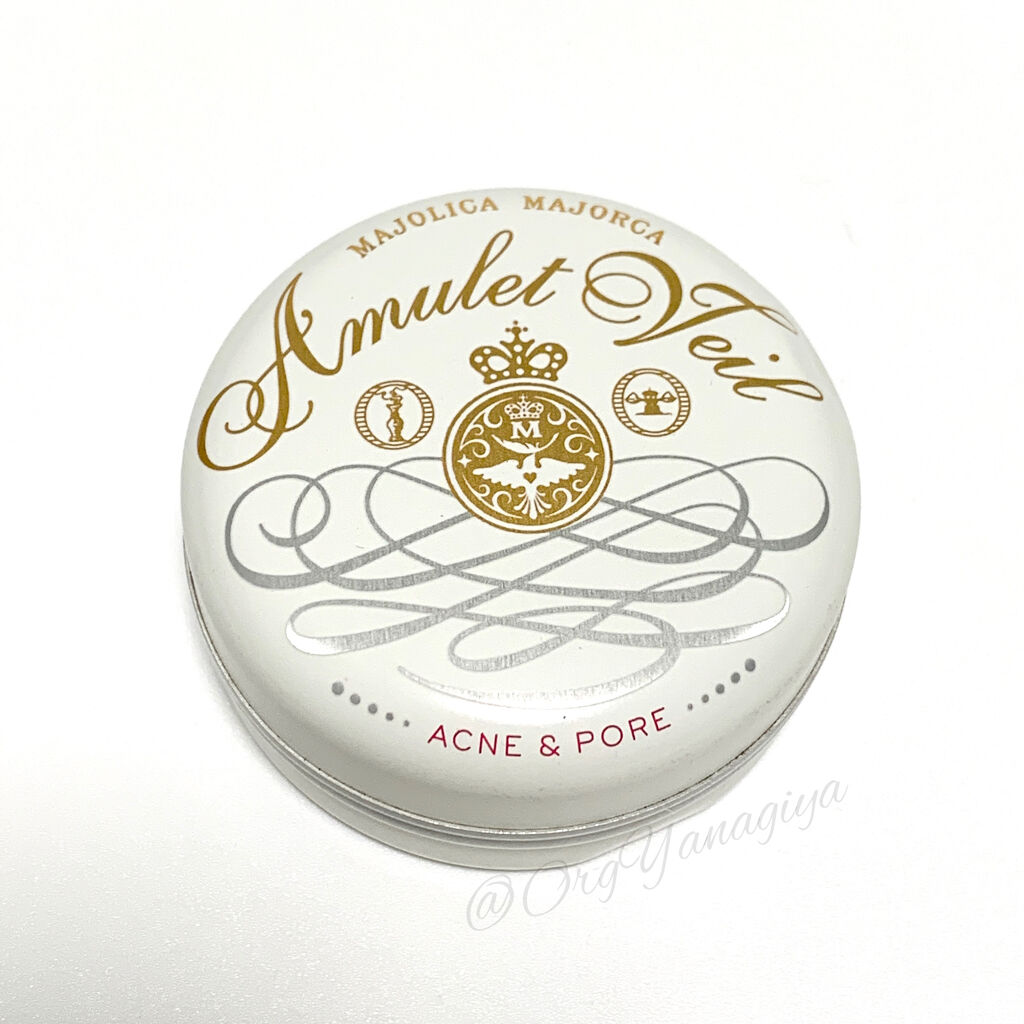 MAJOLICA MAJORCA
Amulet Veil
M
ACNE & PORE
@OrgYanagiya